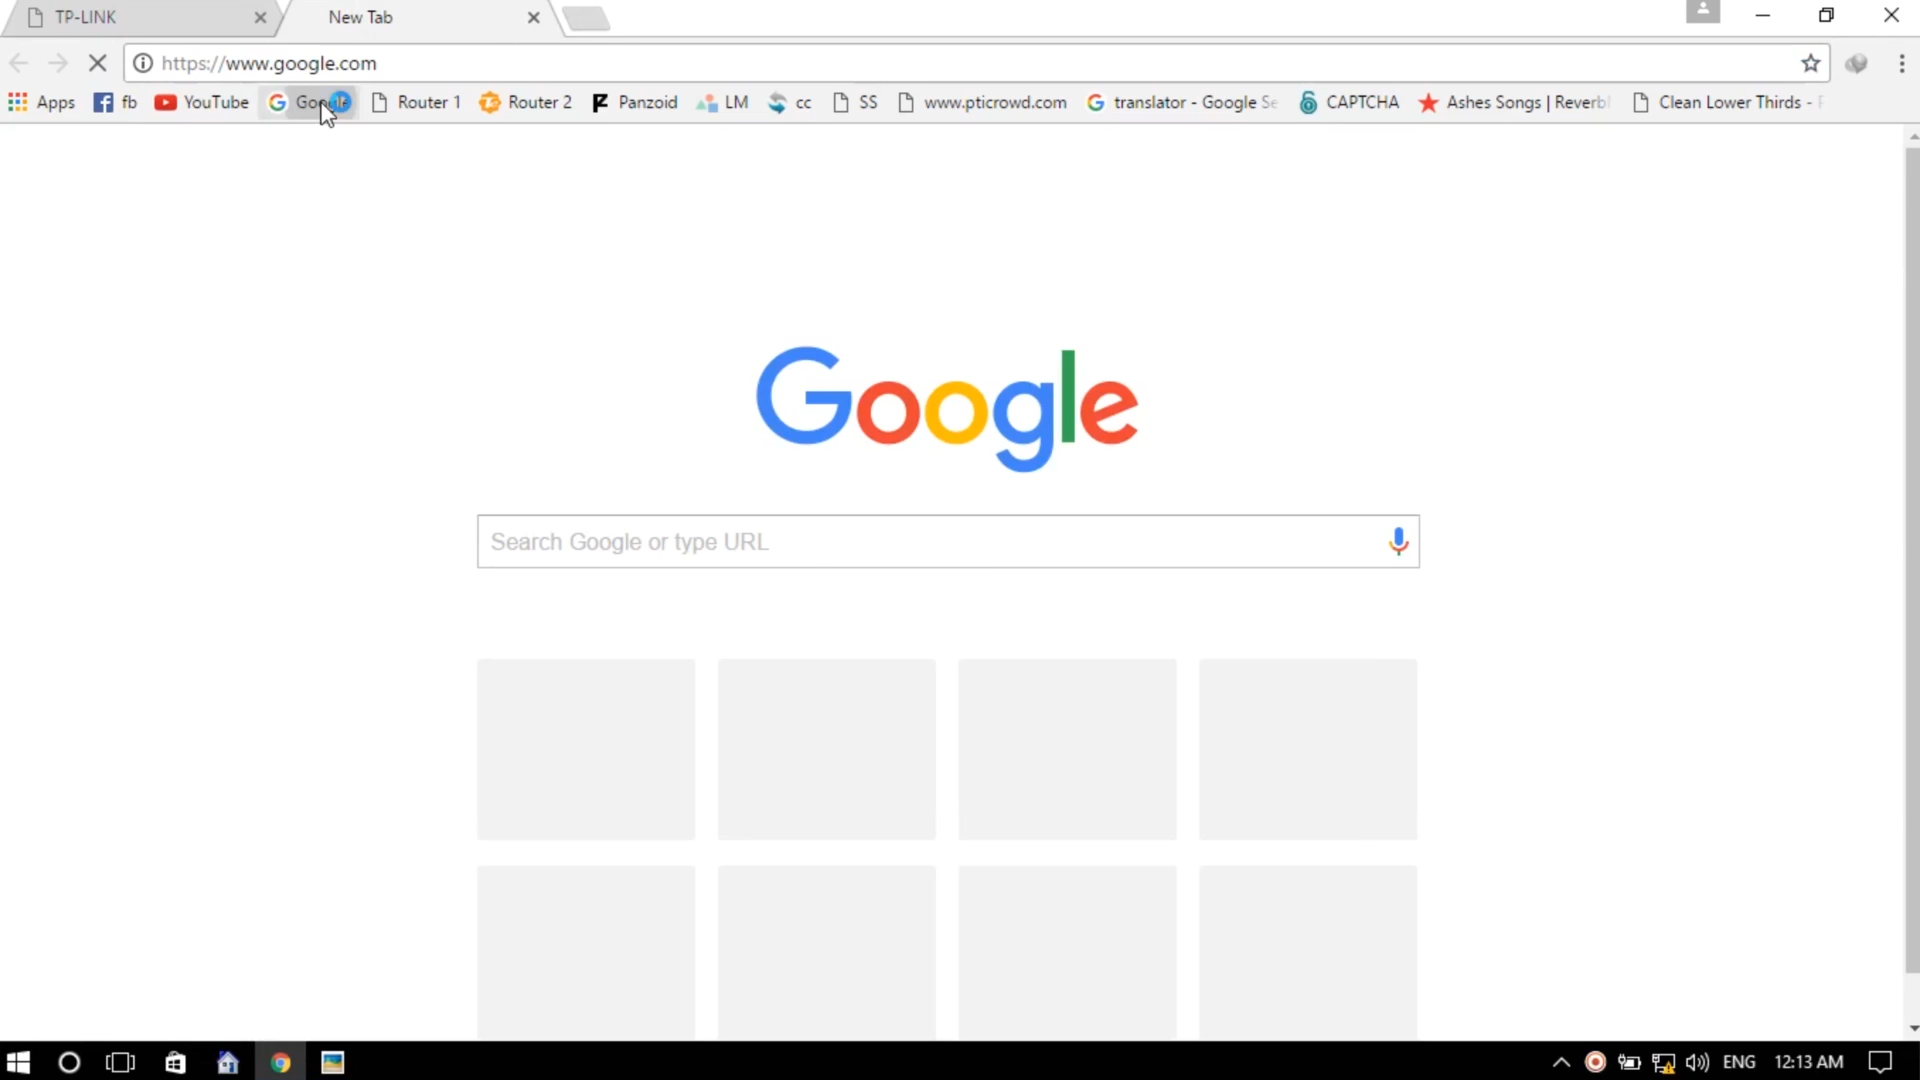 TP-LINK
New Tab
https://www.google.com
Apps fb YouTube Google Router 1 Router 2 Panzoid LM cc SS www.pticrowd.com translator - Google Se CAPTCHA Ashes Songs | Reverb Clean Lower Thirds -
Google
Search Google or type URL
ENG 12:13 AM